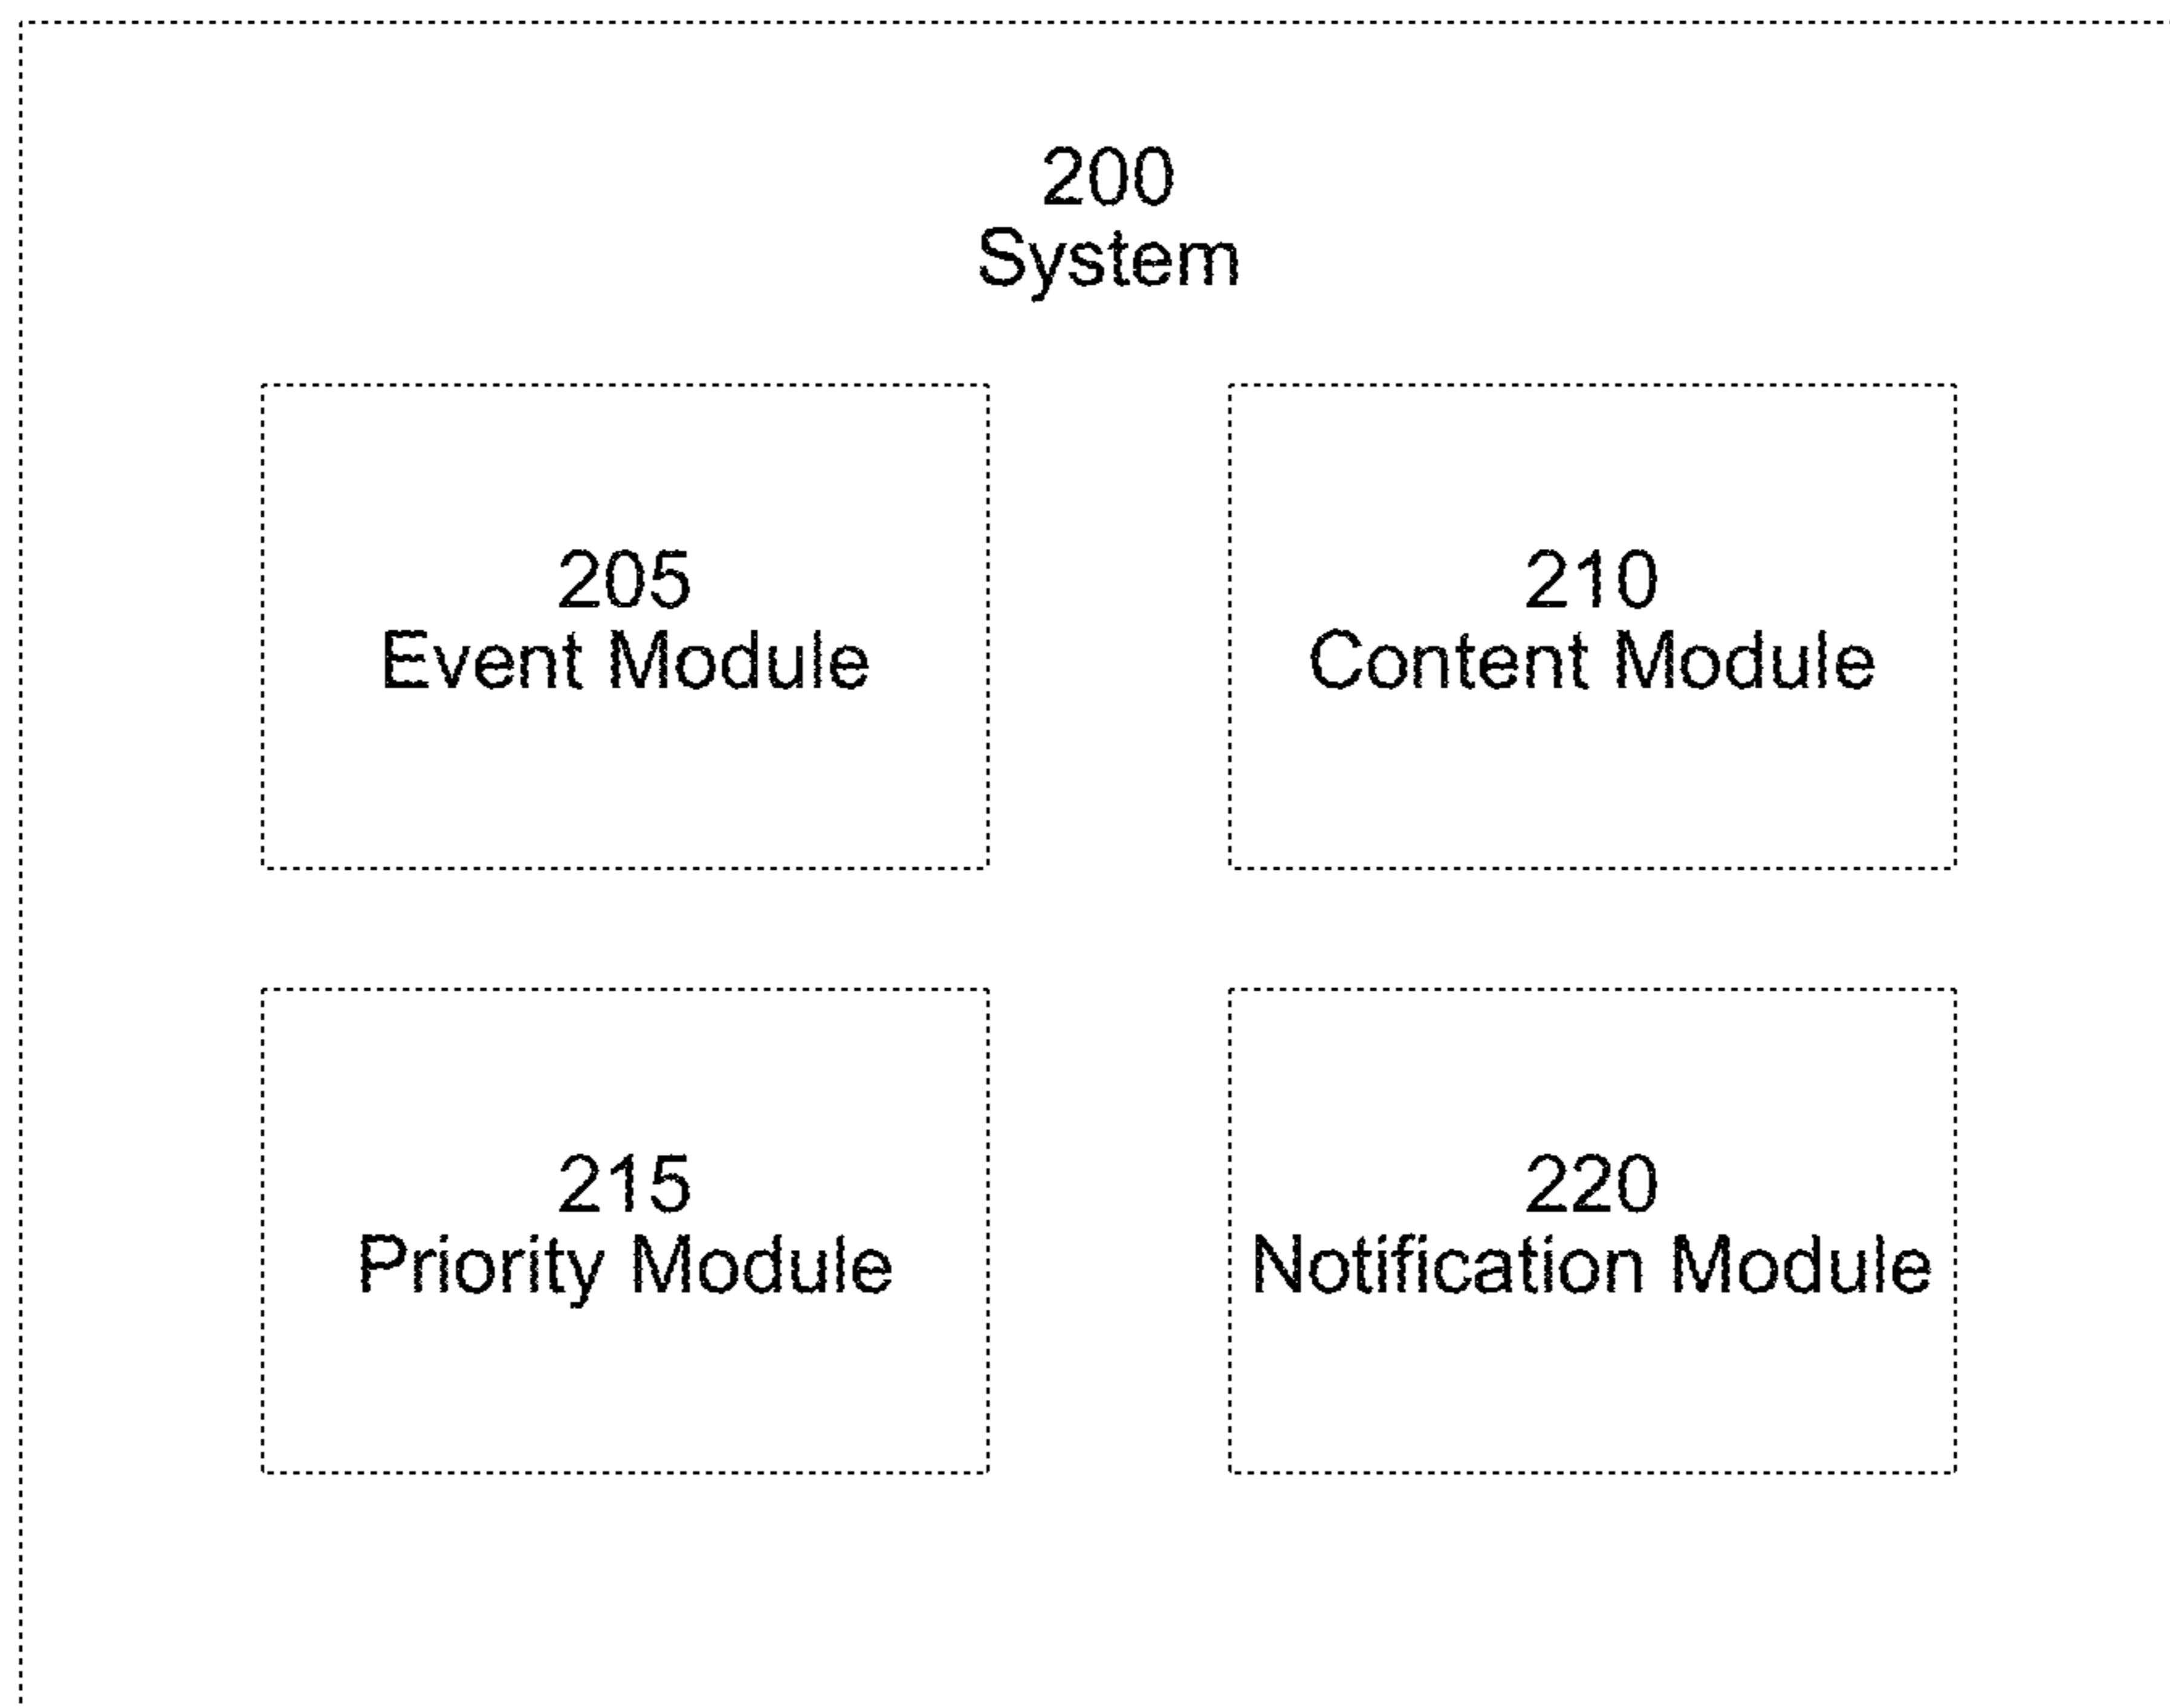 200
System
205
Event Module
210
Content Module
215
Priority Module
220
Notification Module